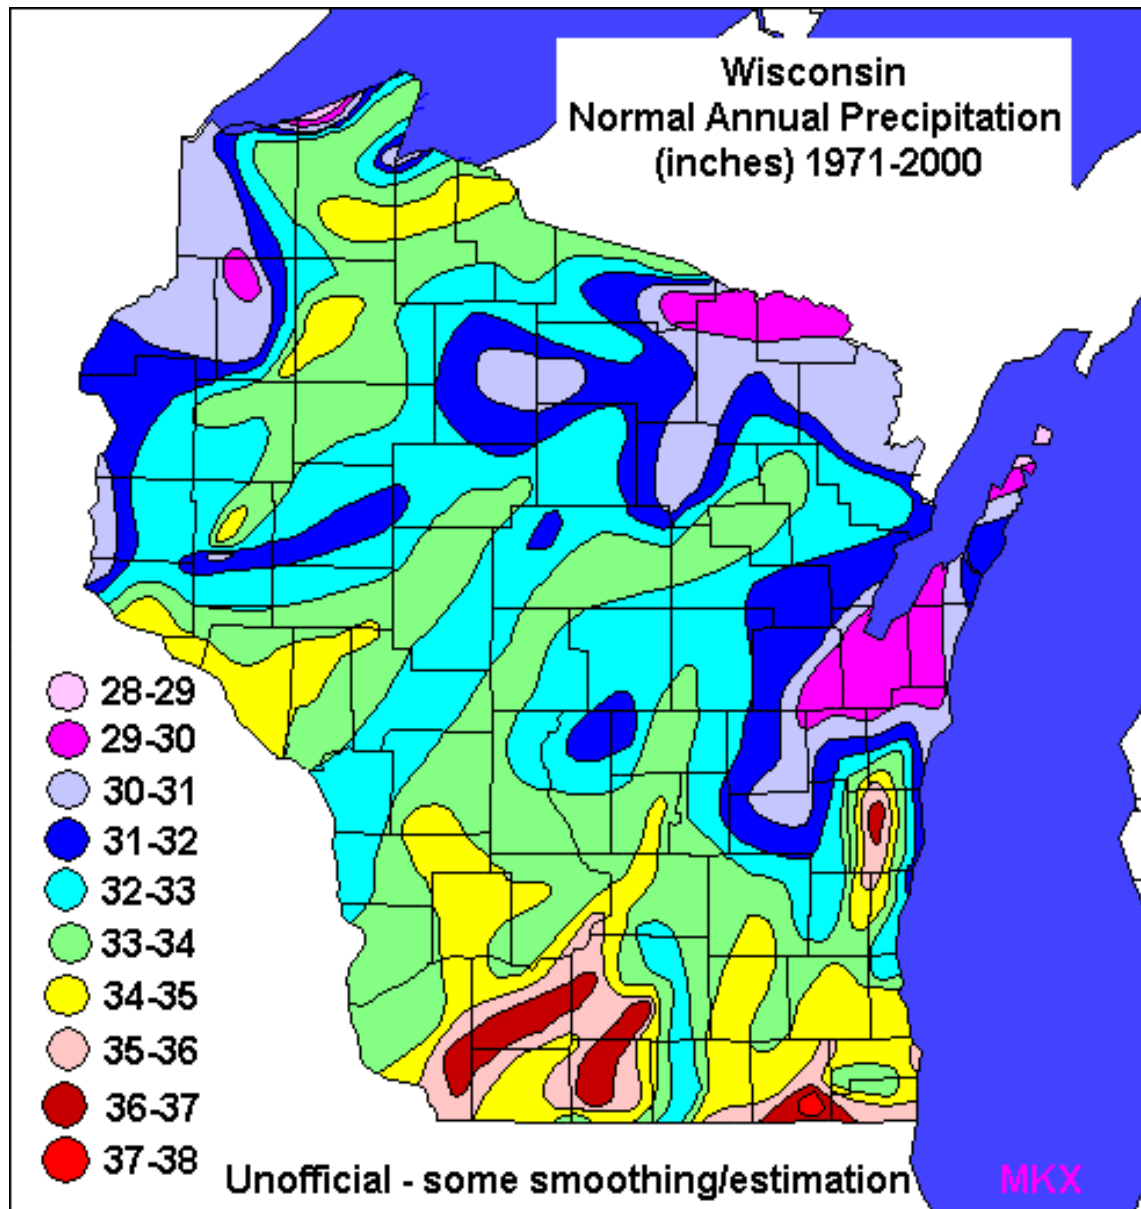 Wisconsin
Normal Annual Precipitation
(inches) 1971-2000
28-29
29-30
30-31
31-32
32-33
33-34
34-35
35-36
36-37
37-38
Unofficial - some smoothing/estimation
MKX